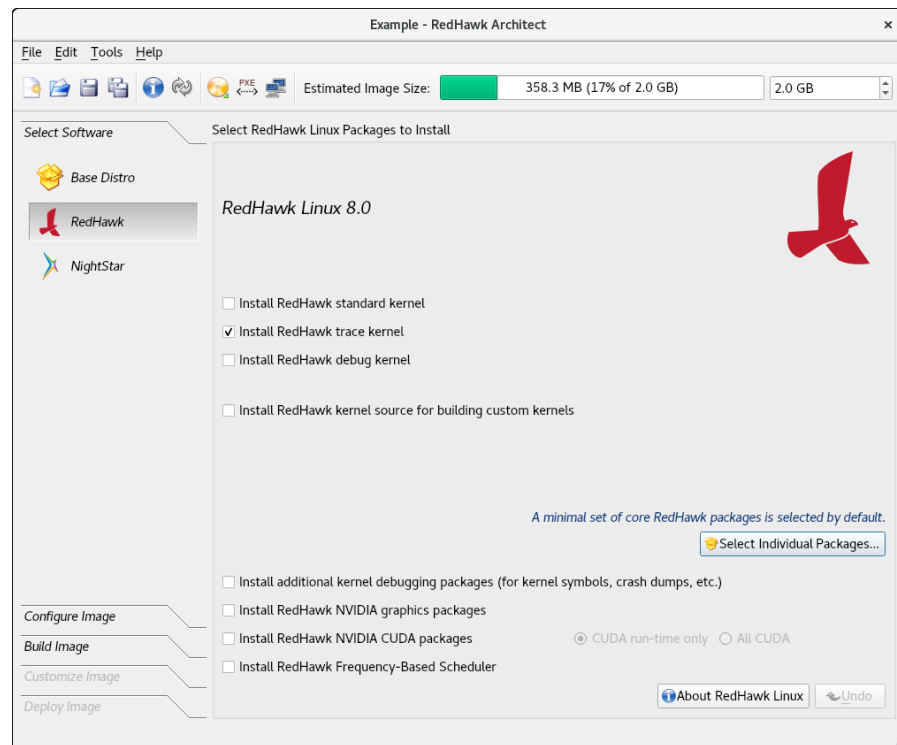 Example - RedHawk Architect
File Edit Tools Help
PXE Estimated Image Size: 358.3 MB (17% of 2.0 GB) 2.0 GB
Select Software
Select RedHawk Linux Packages to Install
Base Distro
RedHawk
NightStar
RedHawk Linux 8.0
Install RedHawk standard kernel
Install RedHawk trace kernel
Install RedHawk debug kernel
Install RedHawk kernel source for building custom kernels
A minimal set of core RedHawk packages is selected by default.
Select Individual Packages...
Install additional kernel debugging packages (for kernel symbols, crash dumps, etc.)
Install RedHawk NVIDIA graphics packages
Install RedHawk NVIDIA CUDA packages CUDA run-time only All CUDA
Install RedHawk Frequency-Based Scheduler
About RedHawk Linux Undo
Configure Image
Build Image
Customize Image
Deploy Image